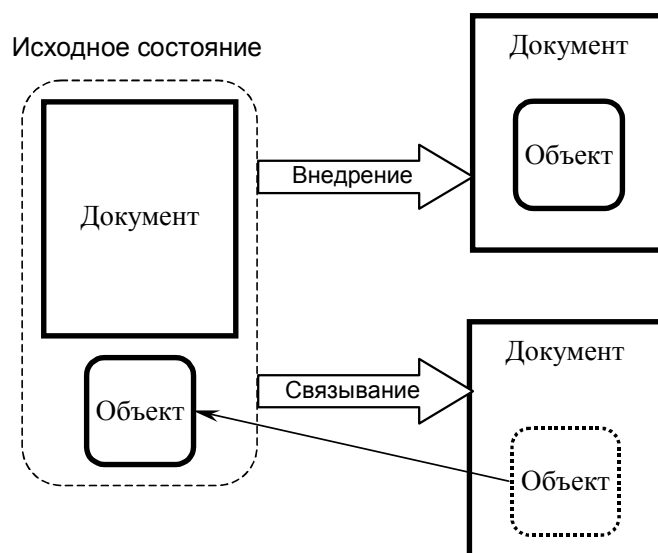 Исходное состояние
Документ
Объект
Внедрение
Документ
Объект
Связывание
Документ
Объект